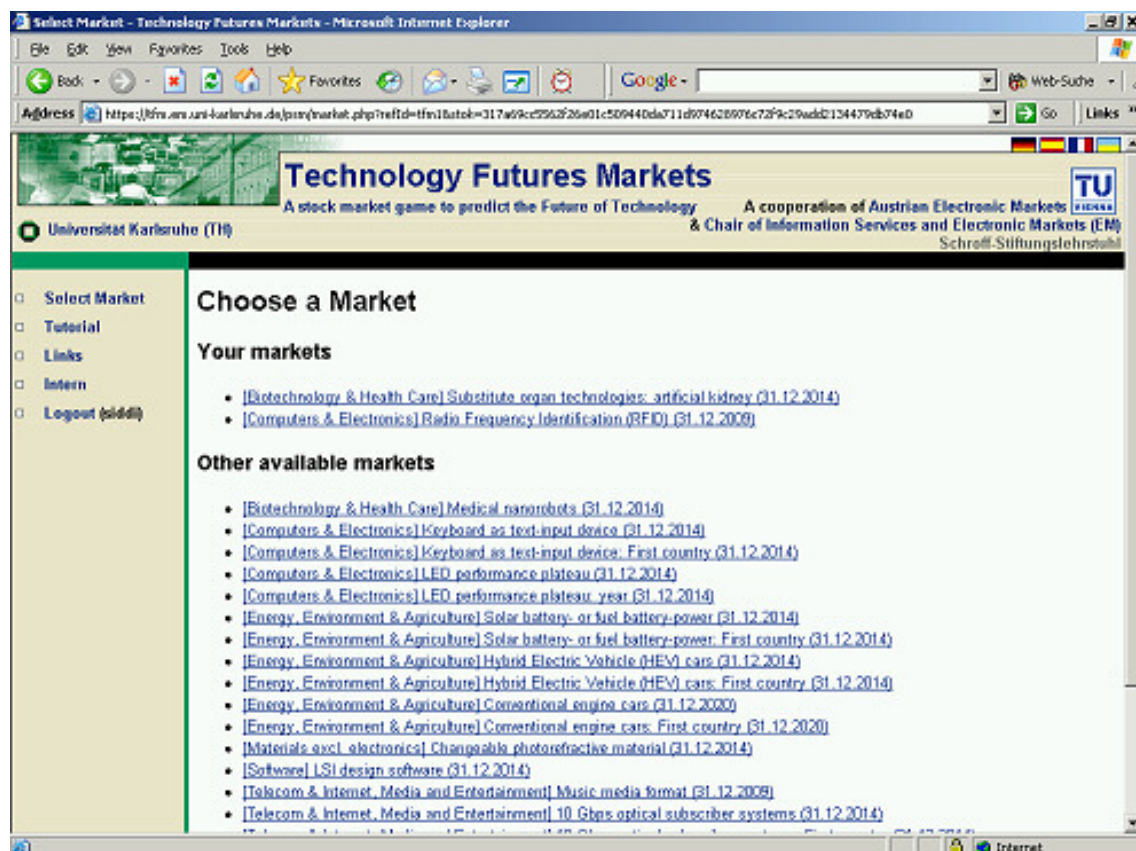 Select Market - Technology Futures Markets - Microsoft Internet Explorer
File Edit View Favorites Tools Help
Back Favorites Google Web-Suche
Address Go Links
Technology Futures Markets
TU
VIENNA
A stock market game to predict the Future of Technology A cooperation of Austrian Electronic Markets
Universität Karlsruhe (TH) & Chair of Information Services and Electronic Markets (EM)
Schroff-Stiftungslehrstuhl
Select Market
Tutorial
Links
Intern
Logout (siddi)
Choose a Market
Your markets
[Biotechnology & Health Care] Substitute organ technologies: artificial kidney (31.12.2014)
[Computers & Electronics] Radio Frequency Identification (RFID) (31.12.2009)
Other available markets
[Biotechnology & Health Care] Medical nanorobots (31.12.2014)
[Computers & Electronics] Keyboard as text-input device (31.12.2014)
[Computers & Electronics] Keyboard as text-input device: First country (31.12.2014)
[Computers & Electronics] LED performance plateau (31.12.2014)
[Computers & Electronics] LED performance plateau: year (31.12.2014)
[Energy, Environment & Agriculture] Solar battery- or fuel battery-power (31.12.2014)
[Energy, Environment & Agriculture] Solar battery- or fuel battery-power: First country (31.12.2014)
[Energy, Environment & Agriculture] Hybrid Electric Vehicle (HEV) cars (31.12.2014)
[Energy, Environment & Agriculture] Hybrid Electric Vehicle (HEV) cars: First country (31.12.2014)
[Energy, Environment & Agriculture] Conventional engine cars (31.12.2020)
[Energy, Environment & Agriculture] Conventional engine cars: First country (31.12.2020)
[Materials excl. electronics] Changeable photorefractive material (31.12.2014)
[Software] LSI design software (31.12.2014)
[Telecom & Internet, Media and Entertainment] Music media format (31.12.2009)
[Telecom & Internet, Media and Entertainment] 10 Gbps optical subscriber systems (31.12.2014)
Internet